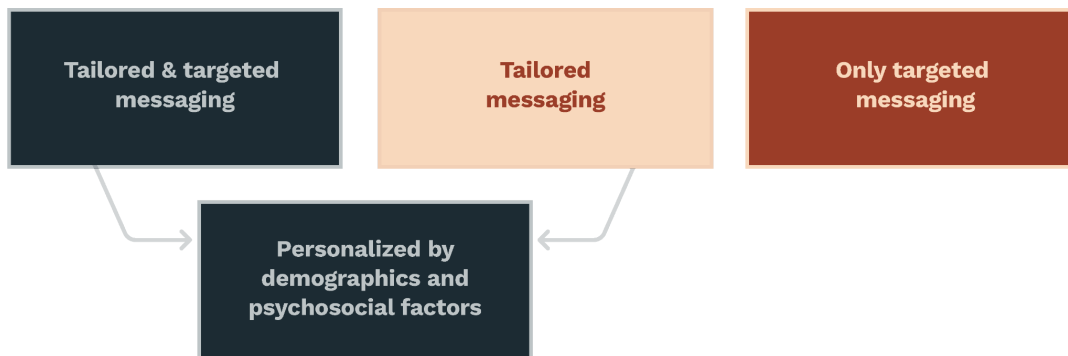 Tailored & targeted
messaging
Tailored
messaging
Only targeted
messaging
Personalized by
demographics and
psychosocial factors